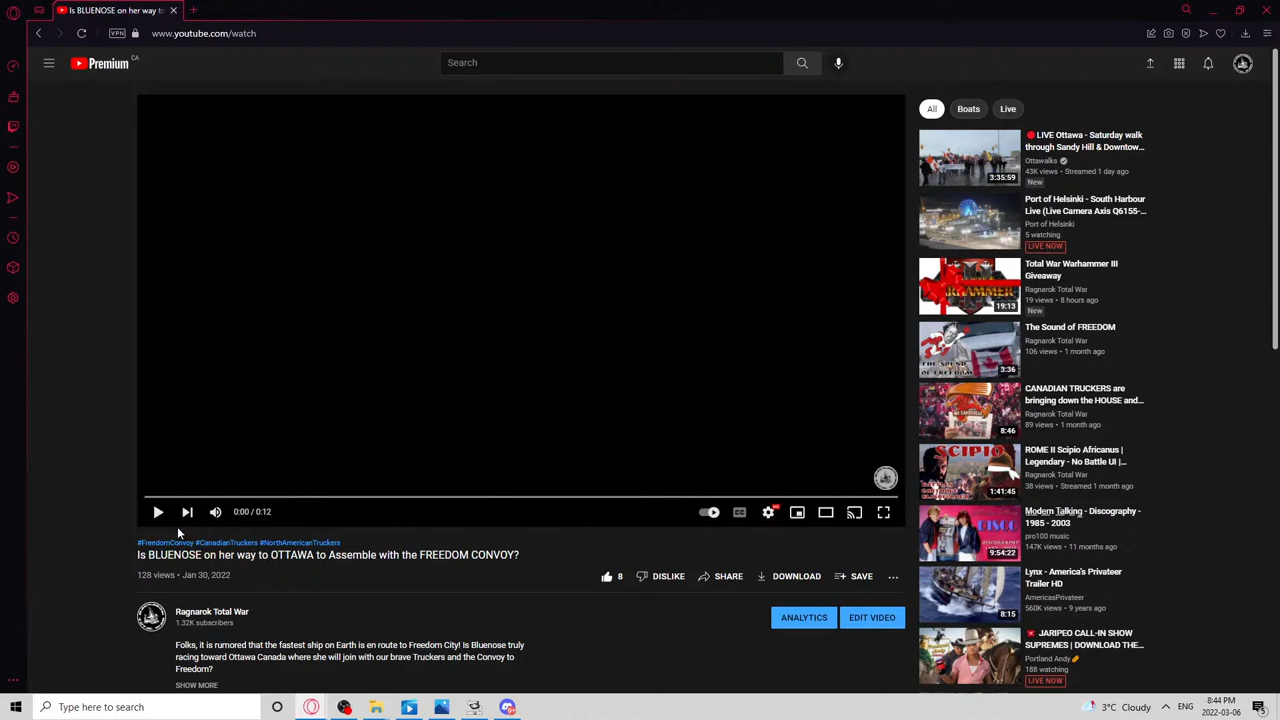 Is BLUENOSE on her way to
VPN
www.youtube.com/watch
Premium CA
Search
All
Boats
Live
LIVE Ottawa - Saturday walk
through Sandy Hill & Downtow...
Ottawalks
43K views • Streamed 1 day ago
New
3:35:59
Port of Helsinki - South Harbour
Live (Live Camera Axis Q6155-...
Port of Helsinki
5 watching
LIVE NOW
Total War Warhammer III
Giveaway
Ragnarok Total War
19 views • 8 hours ago
New
19:13
The Sound of FREEDOM
Ragnarok Total War
106 views • 1 month ago
THE SOUND
OF FREEDOM
3:36
CANADIAN TRUCKERS are
bringing down the HOUSE and...
Ragnarok Total War
89 views • 1 month ago
8:46
ROME II Scipio Africanus |
Legendary - No Battle UI |...
Ragnarok Total War
38 views • Streamed 1 month ago
SCIPIO
1:41:45
Modern Talking - Discography -
1985 - 2003
pro100 music
147K views • 11 months ago
DISCO
9:54:22
Lynx - America's Privateer
Trailer HD
AmericasPrivateer
560K views • 9 years ago
8:15
JARIPEO CALL-IN SHOW
SUPREMES | DOWNLOAD THE...
Portland Andy
188 watching
LIVE NOW
0:00 / 0:12
#FreedomConvoy #CanadianTruckers #NorthAmericanTruckers
Is BLUENOSE on her way to OTTAWA to Assemble with the FREEDOM CONVOY?
128 views • Jan 30, 2022
8
DISLIKE
SHARE
DOWNLOAD
SAVE
Ragnarok Total War
1.32K subscribers
ANALYTICS
EDIT VIDEO
Folks, it is rumored that the fastest ship on Earth is en route to Freedom City! Is Bluenose truly
racing toward Ottawa Canada where she will join with our brave Truckers and the Convoy to
Freedom?
SHOW MORE
Type here to search
3°C Cloudy
ENG
8:44 PM
2022-03-06
5